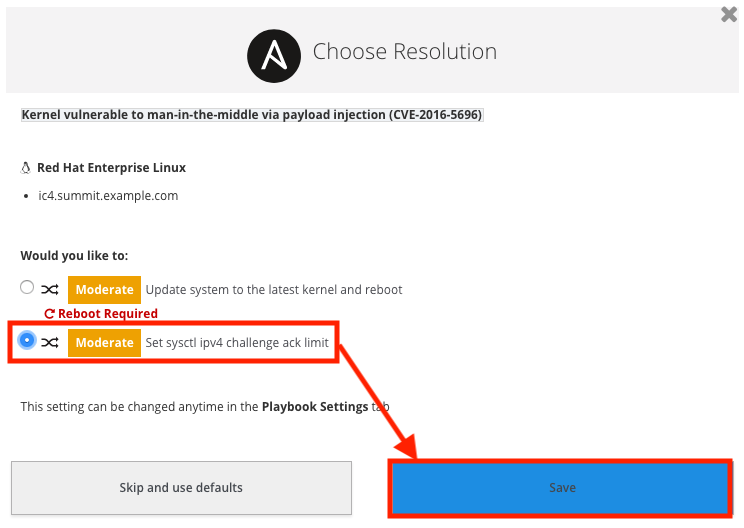 Choose Resolution
Kernel vulnerable to man-in-the-middle via payload injection (CVE-2016-5696)
Red Hat Enterprise Linux
• ic4.summit.example.com
Would you like to:
Moderate Update system to the latest kernel and reboot
Reboot Required
Moderate Set sysctl ipv4 challenge ack limit
This setting can be changed anytime in the Playbook Settings tab
Skip and use defaults
Save